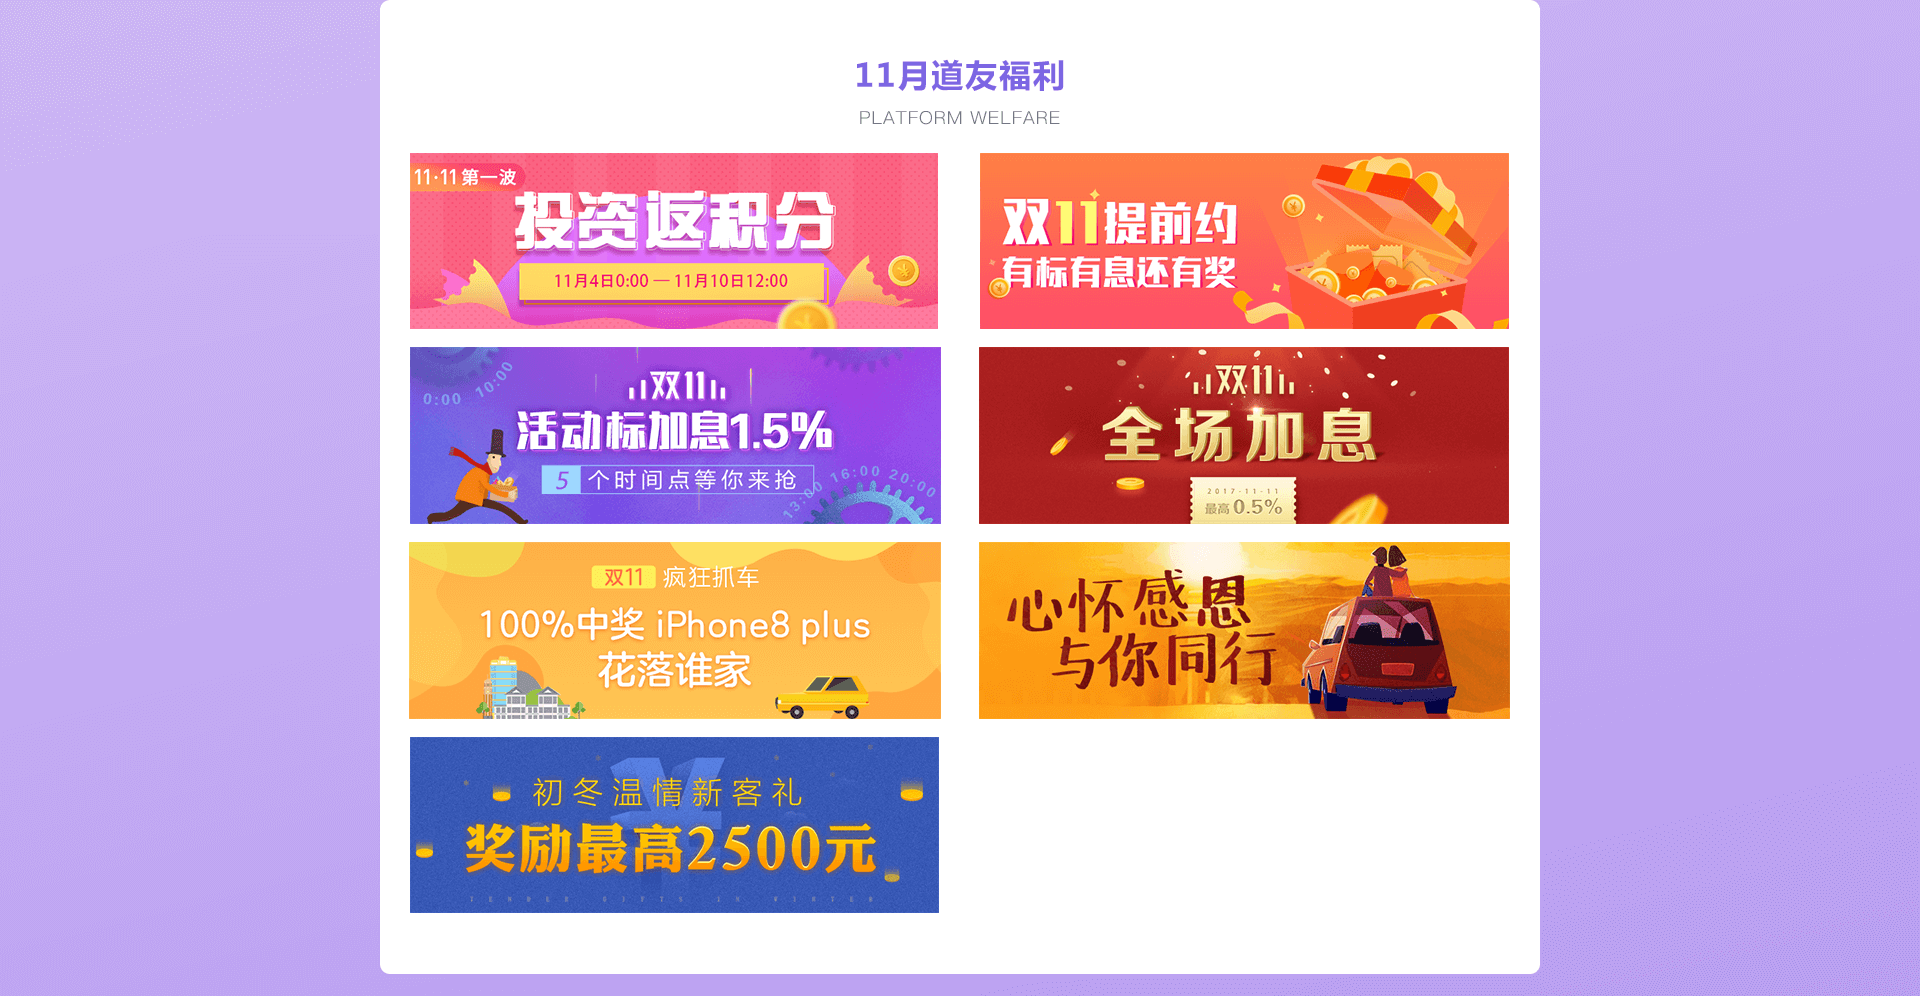 11月道友福利
PLATFORM WELFARE
11·11 第一波
投资返积分
11月4日0:00 — 11月10日12:00
双11提前约
有标有息还有奖
0:00 10:00
双11
活动标加息1.5%
5个时间点等你来抢
13:00 16:00 20:00
双11
全场加息
2017-11-11
最高0.5%
双11 疯狂抓车
100%中奖 iPhone8 plus
花落谁家
心怀感恩
与你同行
初冬温情新客礼
奖励最高2500元